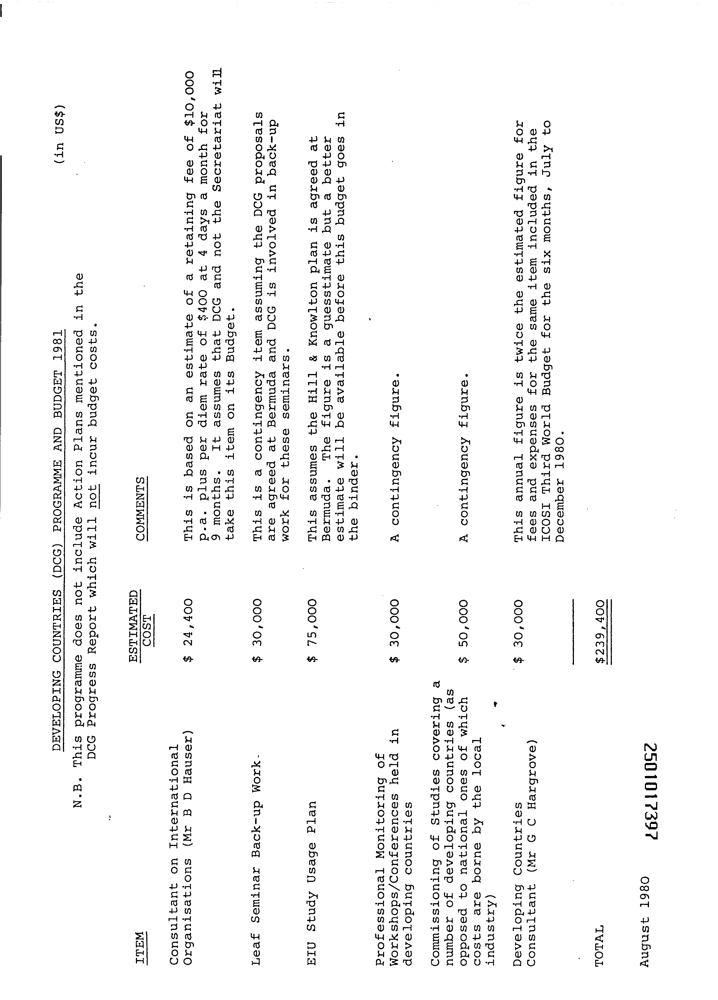 DEVELOPING COUNTRIES (DCG) PROGRAMME AND BUDGET 1981
(in US$)
N.B. This programme does not include Action Plans mentioned in the
DCG Progress Report which will not incur budget costs.
ITEM
ESTIMATED
COST
COMMENTS
Consultant on International
Organisations (Mr B D Hauser)
$ 24,400
This is based on an estimate of a retaining fee of $10,000
p.a. plus per diem rate of $400 at 4 days a month for
9 months. It assumes that DCG and not the Secretariat will
take this item on its Budget.
Leaf Seminar Back-up Work.
$ 30,000
This is a contingency item assuming the DCG proposals
are agreed at Bermuda and DCG is involved in back-up
work for these seminars.
EIU Study Usage Plan
$ 75,000
This assumes the Hill & Knowlton plan is agreed at
Bermuda. The figure is a guesstimate but a better
estimate will be available before this budget goes in
the binder.
Professional Monitoring of
Workshops/Conferences held in
developing countries
$ 30,000
A contingency figure.
Commissioning of Studies covering a
number of developing countries (as
opposed to national ones of which
costs are borne by the local
industry)
$ 50,000
A contingency figure.
Developing Countries
Consultant (Mr G C Hargrove)
$ 30,000
This annual figure is twice the estimated figure for
fees and expenses for the same item included in the
ICOSI Third World Budget for the six months, July to
December 1980.
TOTAL
$239,400
August 1980
2501017397